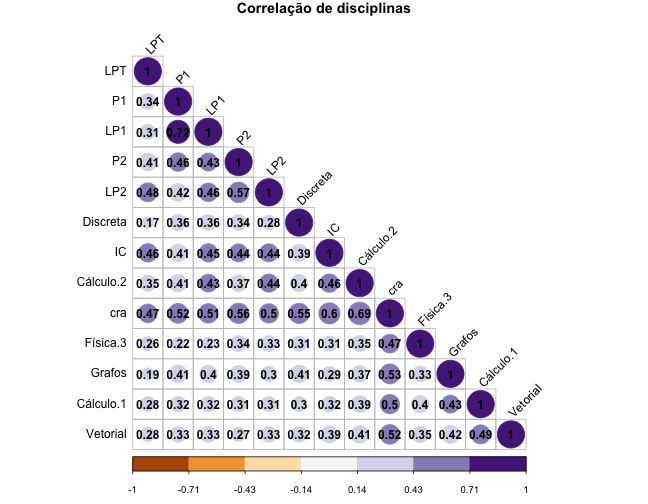 Correlação de disciplinas
LPT
P1
LP1
P2
LP2
Discreta
IC
Cálculo.2
cra
Física.3
Grafos
Cálculo.1
Vetorial
LPT 1
P1 0.34 1
LP1 0.31 0.72 1
P2 0.41 0.46 0.43 1
LP2 0.48 0.42 0.46 0.57 1
Discreta 0.17 0.36 0.36 0.34 0.28 1
IC 0.46 0.41 0.45 0.44 0.44 0.39 1
Cálculo.2 0.35 0.41 0.43 0.37 0.44 0.4 0.46 1
cra 0.47 0.52 0.51 0.56 0.5 0.55 0.6 0.69 1
Física.3 0.26 0.22 0.23 0.34 0.33 0.31 0.31 0.35 0.47 1
Grafos 0.19 0.41 0.4 0.39 0.3 0.41 0.29 0.37 0.53 0.33 1
Cálculo.1 0.28 0.32 0.32 0.31 0.31 0.3 0.32 0.39 0.5 0.4 0.43 1
Vetorial 0.28 0.33 0.33 0.27 0.33 0.32 0.39 0.41 0.52 0.35 0.42 0.49 1
-1 -0.71 -0.43 -0.14 0.14 0.43 0.71 1